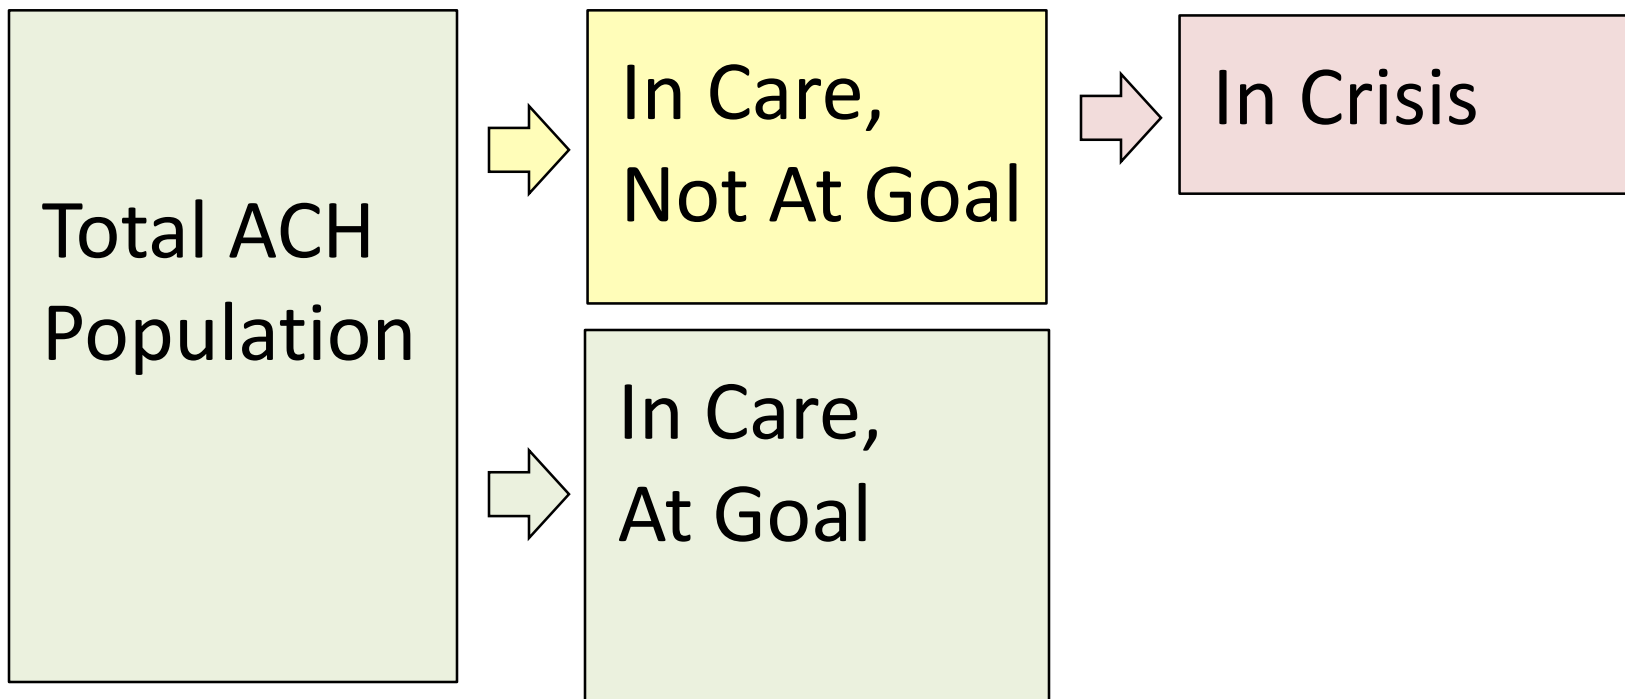 Total ACH
Population
In Care,
Not At Goal
In Care,
At Goal
In Crisis